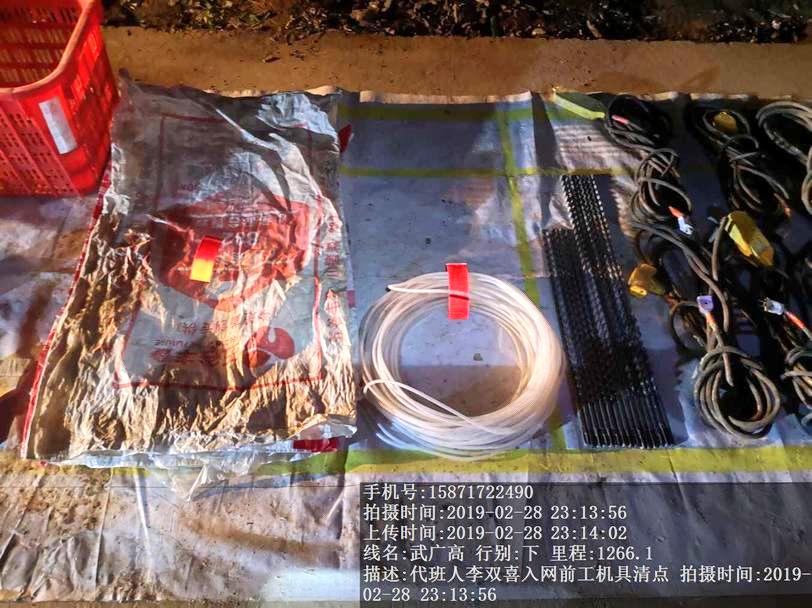 手机号:15871722490
拍摄时间:2019-02-28 23:13:56
上传时间:2019-02-28 23:14:02
线名:武广高 行别:下 里程:1266.1
描述:代班人李双喜入网前工机具清点 拍摄时间:2019-
02-28 23:13:56